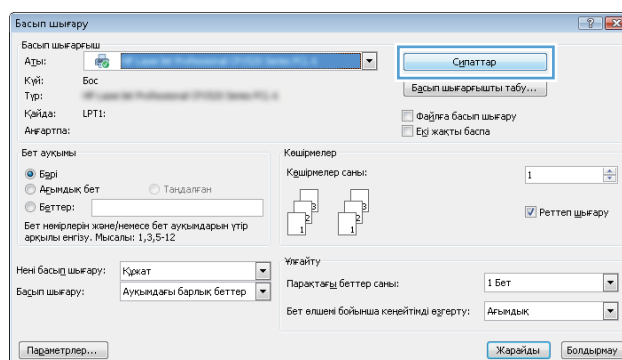 Басып шығару
Басып шығарғыш
Аты:
Сипаттар
Күй: Бос
Түр:
Басып шығарғышты табу...
Қайда: LPT1:
Файлға басып шығару
Аңғартпа:
Екі жақты баспа
Бет ауқымы
Бәрі
Ағымдық бет Таңдалған
Беттер:
Бет нөмірлерін және/немесе бет ауқымдарын үтір
арқылы енгізу. Мысалы: 1,3,5-12
Көшірмелер
Көшірмелер саны: 1
Реттеп шығару
Нені басып шығару: Құжат
Басып шығару: Ауқымдағы барлық беттер
Ұлғайту
Парақтағы беттер саны: 1 Бет
Бет өлшемі бойынша кеңейтімді өзгерту: Ағымдық
Параметрлер...
Жарайды Болдырмау